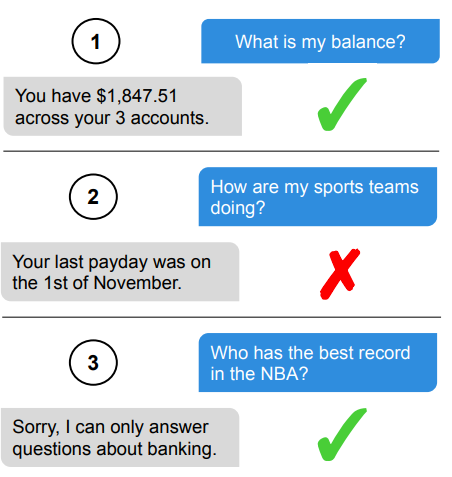 1
What is my balance?
You have $1,847.51
across your 3 accounts.
2
How are my sports teams
doing?
Your last payday was on
the 1st of November.
3
Who has the best record
in the NBA?
Sorry, I can only answer
questions about banking.